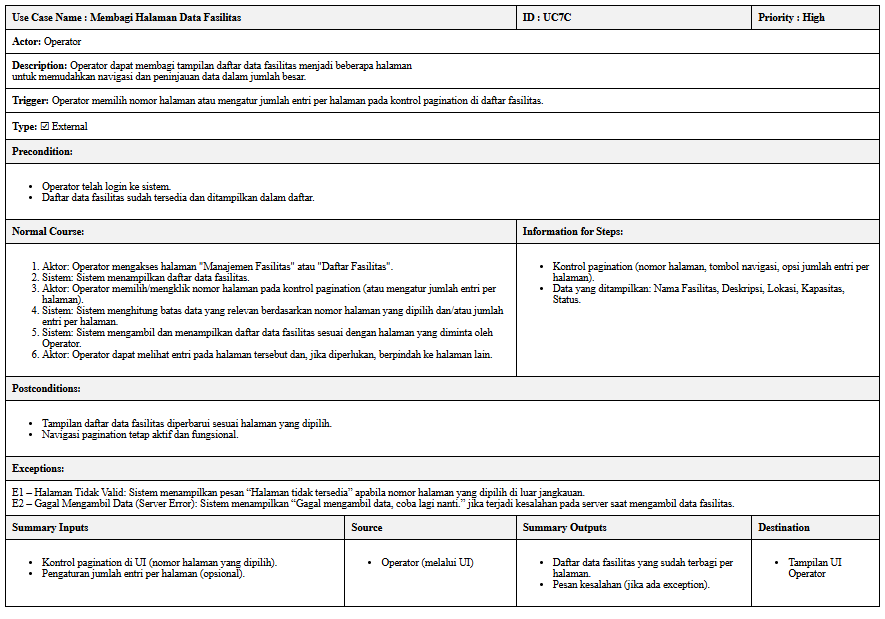 Use Case Name : Membagi Halaman Data Fasilitas
ID : UC7C
Priority : High
Actor: Operator
Description: Operator dapat membagi tampilan daftar data fasilitas menjadi beberapa halaman
untuk memudahkan navigasi dan peninjauan data dalam jumlah besar.
Trigger: Operator memilih nomor halaman atau mengatur jumlah entri per halaman pada kontrol pagination di daftar fasilitas.
Type: ☑ External
Precondition:
• Operator telah login ke sistem.
• Daftar data fasilitas sudah tersedia dan ditampilkan dalam daftar.
Normal Course:
1. Aktor: Operator mengakses halaman "Manajemen Fasilitas" atau "Daftar Fasilitas".
2. Sistem: Sistem menampilkan daftar data fasilitas.
3. Aktor: Operator memilih/mengklik nomor halaman pada kontrol pagination (atau mengatur jumlah entri per
halaman).
4. Sistem: Sistem menghitung batas data yang relevan berdasarkan nomor halaman yang dipilih dan/atau jumlah
entri per halaman.
5. Sistem: Sistem mengambil dan menampilkan daftar data fasilitas sesuai dengan halaman yang diminta oleh
Operator.
6. Aktor: Operator dapat melihat entri pada halaman tersebut dan, jika diperlukan, berpindah ke halaman lain.
Information for Steps:
• Kontrol pagination (nomor halaman, tombol navigasi, opsi jumlah entri per
halaman).
• Data yang ditampilkan: Nama Fasilitas, Deskripsi, Lokasi, Kapasitas,
Status.
Postconditions:
• Tampilan daftar data fasilitas diperbarui sesuai halaman yang dipilih.
• Navigasi pagination tetap aktif dan fungsional.
Exceptions:
E1 – Halaman Tidak Valid: Sistem menampilkan pesan “Halaman tidak tersedia” apabila nomor halaman yang dipilih di luar jangkauan.
E2 – Gagal Mengambil Data (Server Error): Sistem menampilkan “Gagal mengambil data, coba lagi nanti.” jika terjadi kesalahan pada server saat mengambil data fasilitas.
Summary Inputs
• Kontrol pagination di UI (nomor halaman yang dipilih).
• Pengaturan jumlah entri per halaman (opsional).
Source
• Operator (melalui UI)
Summary Outputs
• Daftar data fasilitas yang sudah terbagi per
halaman.
• Pesan kesalahan (jika ada exception).
Destination
• Tampilan UI
Operator